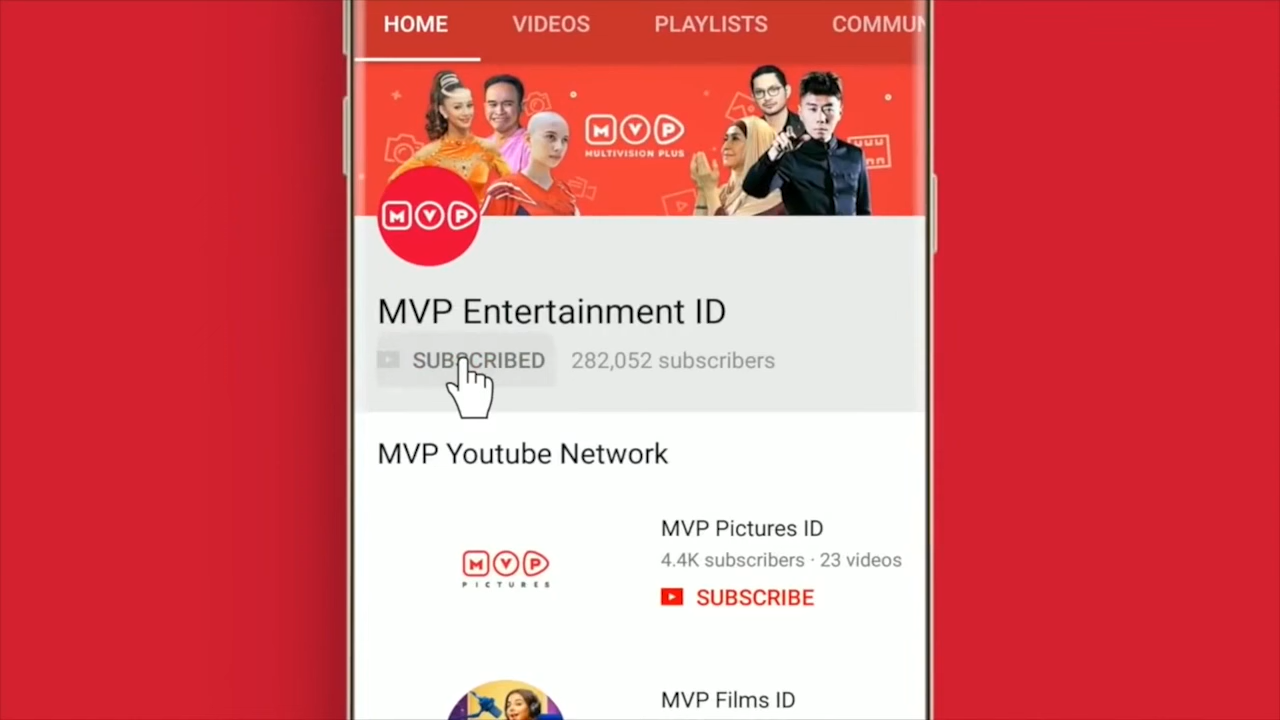 HOME VIDEOS PLAYLISTS COMMUN
MVP
MULTIVISION PLUS
MVP
MVP Entertainment ID
SUBSCRIBED 282,052 subscribers
MVP Youtube Network
MVP Pictures ID
4.4K subscribers · 23 videos
MVP
PICTURES
SUBSCRIBE
MVP Films ID